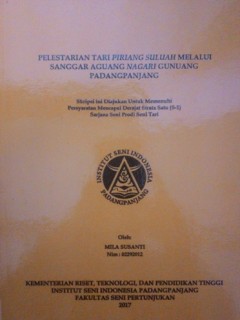 PELESTARIAN TARI PIRIANG SULUAH MELALUI
SANGGAR AGUANG NAGARI GUNUANG
PADANGPANJANG
Skripsi ini Diajukan Untuk Memenuhi
Persyaratan Mencapai Derajat Strata Satu (S-1)
Sarjana Seni Prodi Seni Tari
INSTITUT SENI INDONESIA
PADANGPANJANG
Oleh:
MILA SUSANTI
Nim :
KEMENTERIAN RISET, TEKNOLOGI, DAN PENDIDIKAN TINGGI
INSTITUT SENI INDONESIA PADANGPANJANG
FAKULTAS SENI PERTUNJUKAN
2017